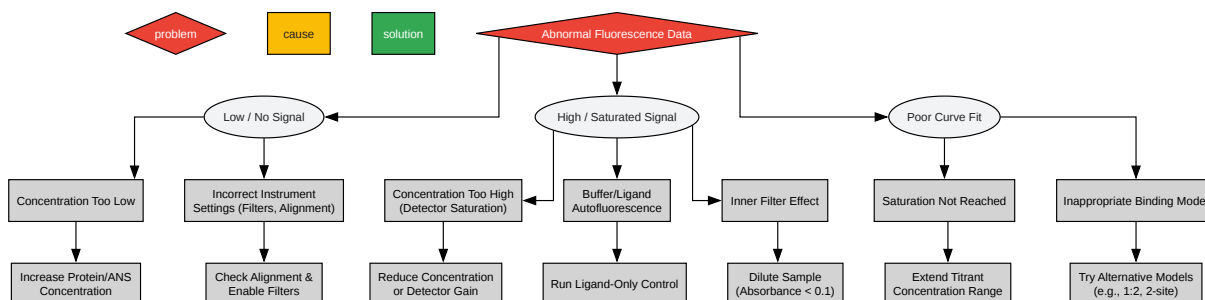 problem
cause
solution
Abnormal Fluorescence Data
Low / No Signal
High / Saturated Signal
Poor Curve Fit
Concentration Too Low
Incorrect Instrument
Settings (Filters, Alignment)
Concentration Too High
(Detector Saturation)
Buffer/Ligand
Autofluorescence
Inner Filter Effect
Saturation Not Reached
Inappropriate Binding Model
Increase Protein/ANS
Concentration
Check Alignment &
Enable Filters
Reduce Concentration
or Detector Gain
Run Ligand-Only Control
Dilute Sample
(Absorbance < 0.1)
Extend Titrant
Concentration Range
Try Alternative Models
(e.g., 1:2, 2-site)